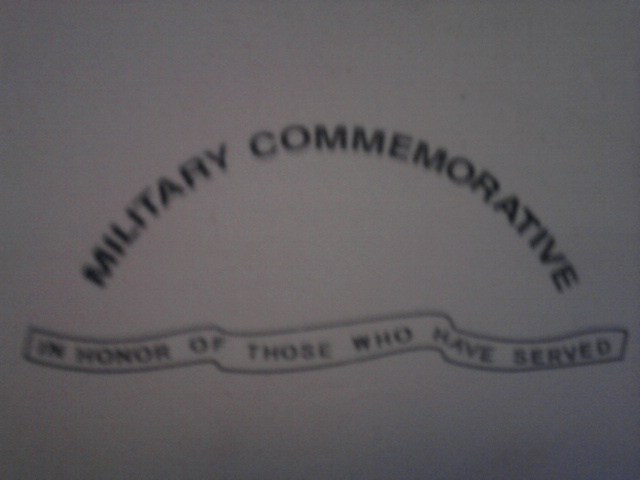 MILITARY COMMEMORATIVE
IN HONOR OF THOSE WHO HAVE SERVED